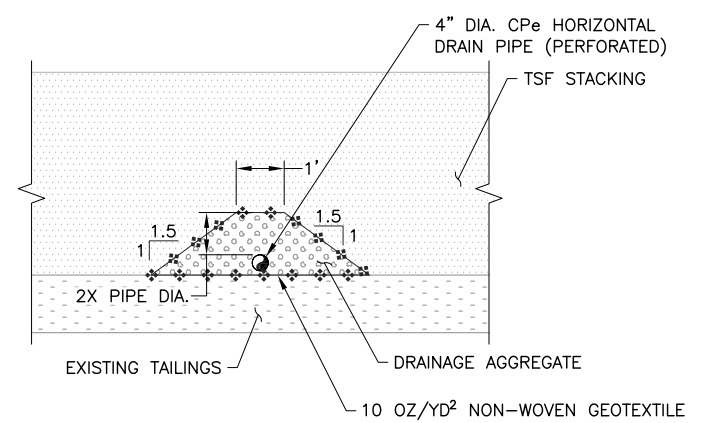 4" DIA. CPe HORIZONTAL
DRAIN PIPE (PERFORATED)
TSF STACKING
1'
1.5
1
1.5
1
2X PIPE DIA.
EXISTING TAILINGS
DRAINAGE AGGREGATE
10 OZ/YD² NON-WOVEN GEOTEXTILE